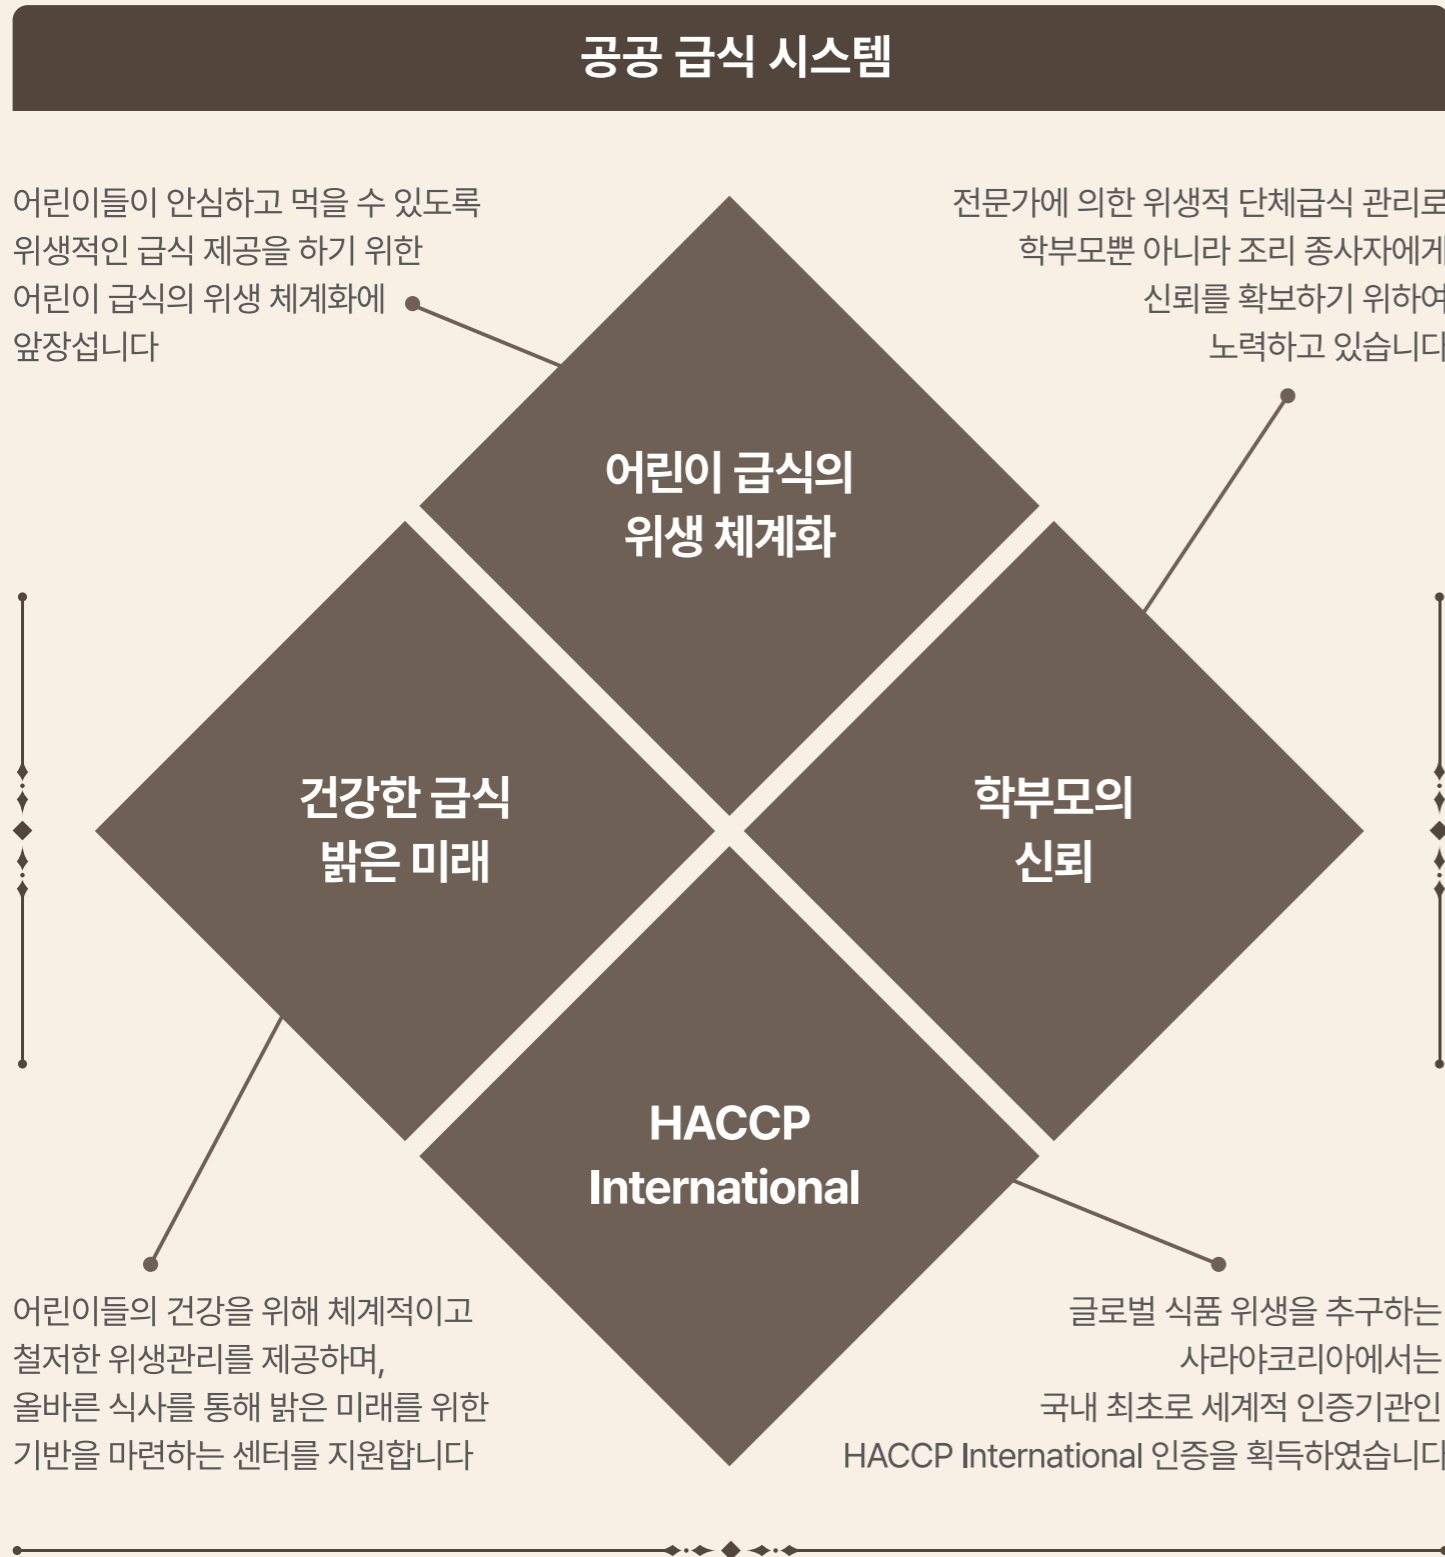 공공 급식 시스템
어린이들이 안심하고 먹을 수 있도록
위생적인 급식 제공을 하기 위한
어린이 급식의 위생 체계화에
앞장섭니다
전문가에 의한 위생적 단체급식 관리로
학부모뿐 아니라 조리 종사자에게
신뢰를 확보하기 위하여
노력하고 있습니다
어린이 급식의
위생 체계화
건강한 급식
밝은 미래
학부모의
신뢰
HACCP
International
어린이들의 건강을 위해 체계적이고
철저한 위생관리를 제공하며,
올바른 식사를 통해 밝은 미래를 위한
기반을 마련하는 센터를 지원합니다
글로벌 식품 위생을 추구하는
사라야코리아에서는
국내 최초로 세계적 인증기관인
HACCP International 인증을 획득하였습니다